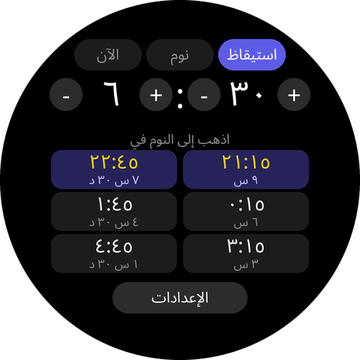 استيقاظ نوم الآن
+ ٣٠ - : + ٦ -
اذهب إلى النوم في
٢١:١٥ ٢٢:٤٥
٩ س ٧ س ٣٠ د
٠:١٥ ١:٤٥
٦ س ٤ س ٣٠ د
٣:١٥ ٤:٤٥
٣ س ١ س ٣٠ د
الإعدادات